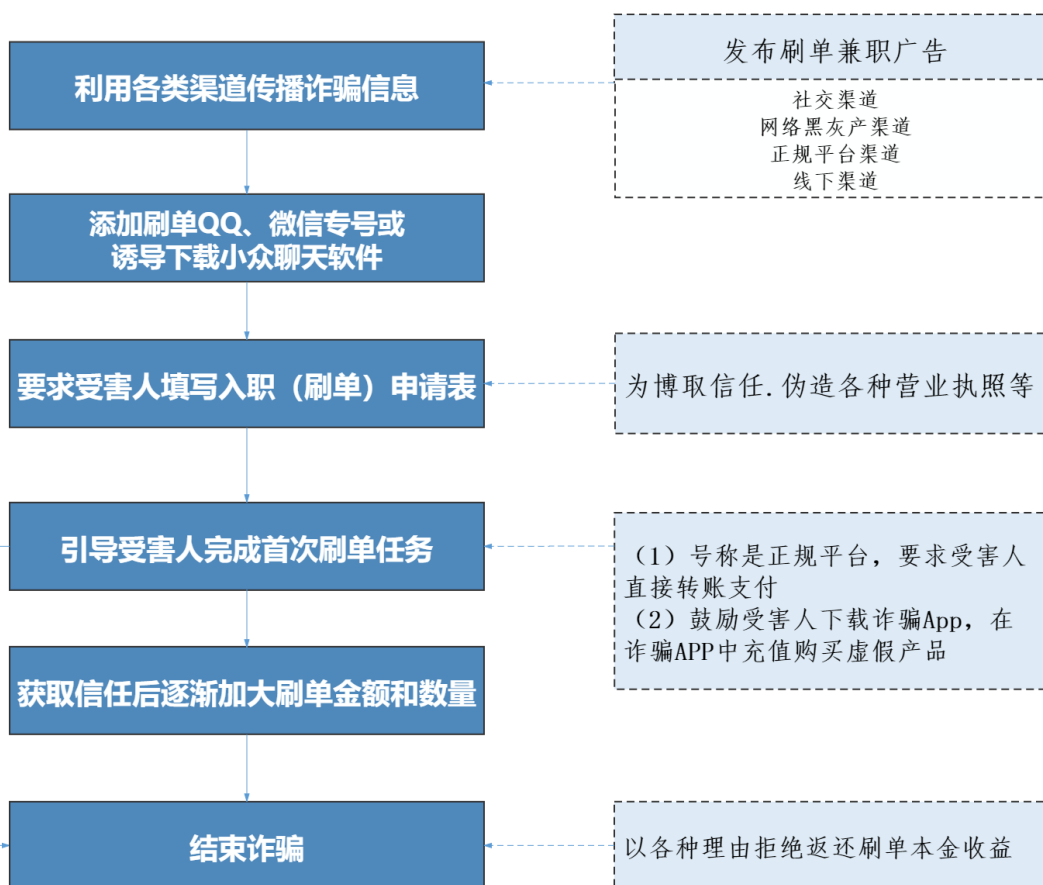 利用各类渠道传播诈骗信息
发布刷单兼职广告
社交渠道
网络黑灰产渠道
正规平台渠道
线下渠道
添加刷单QQ、微信专号或
诱导下载小众聊天软件
要求受害人填写入职（刷单）申请表
为博取信任.伪造各种营业执照等
引导受害人完成首次刷单任务
（1）号称是正规平台，要求受害人
直接转账支付
（2）鼓励受害人下载诈骗App，在
诈骗APP中充值购买虚假产品
获取信任后逐渐加大刷单金额和数量
结束诈骗
以各种理由拒绝返还刷单本金收益